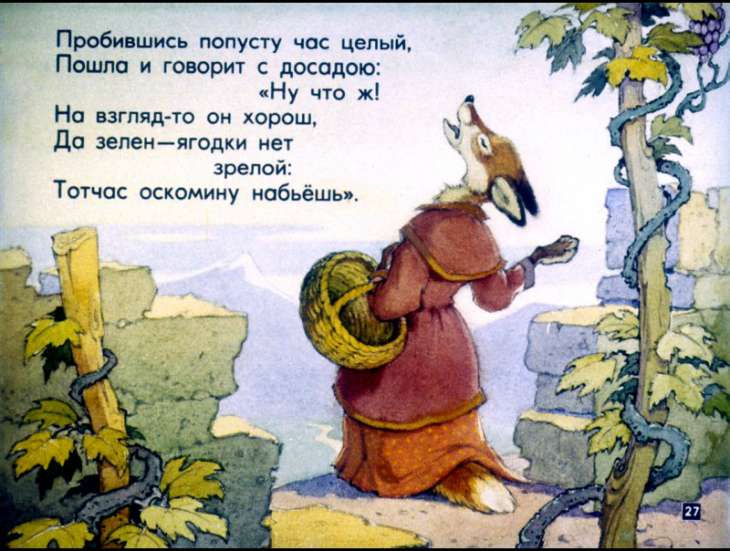 Пробившись попусту час целый,
Пошла и говорит с досадою:
«Ну что ж!
На взгляд-то он хорош,
Да зелен—ягодки нет
зрелой:
Тотчас оскомину набьёшь».
27